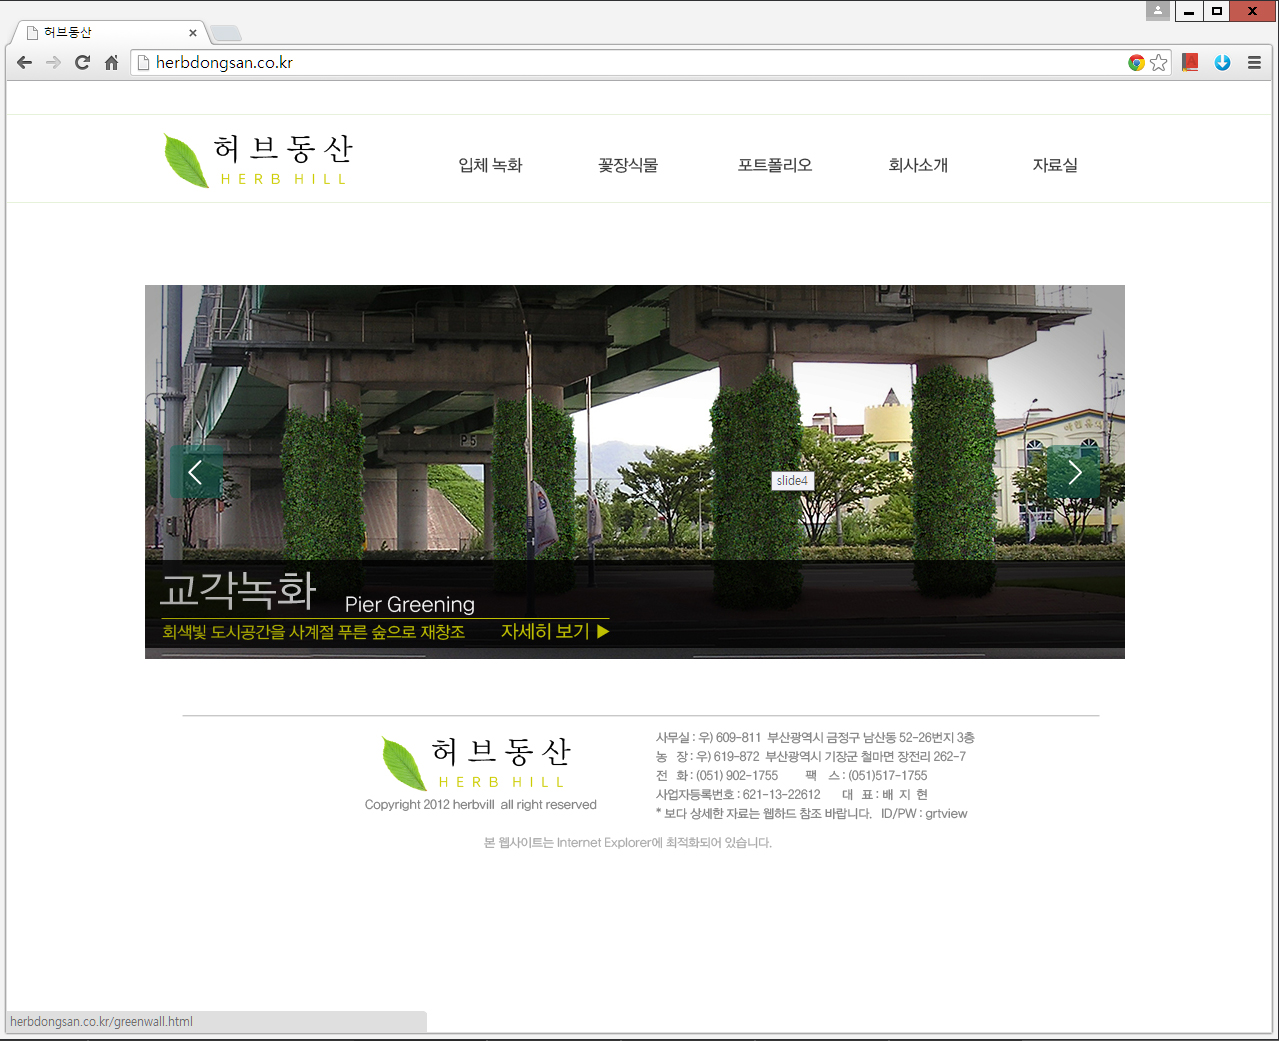 허브동산
herbdongsan.co.kr
허브동산
HERB HILL
입체 녹화
꽃장식물
포트폴리오
회사소개
자료실
P5
slide4
교각녹화 Pier Greening
회색빛 도시공간을 사계절 푸른 숲으로 재창조 자세히 보기 ▶
허브동산
HERB HILL
Copyright 2012 herbvill all right reserved
사무실 : 우) 609-811 부산광역시 금정구 남산동 52-26번지 3층
농 장 : 우) 619-872 부산광역시 기장군 철마면 장전리 262-7
전 화 : (051) 902-1755 팩 스 : (051)517-1755
사업자등록번호 : 621-13-22612 대 표 : 배 지 현
* 보다 상세한 자료는 웹하드 참조 바랍니다. ID/PW : grtview
본 웹사이트는 Internet Explorer에 최적화되어 있습니다.
herbdongsan.co.kr/greenwall.html